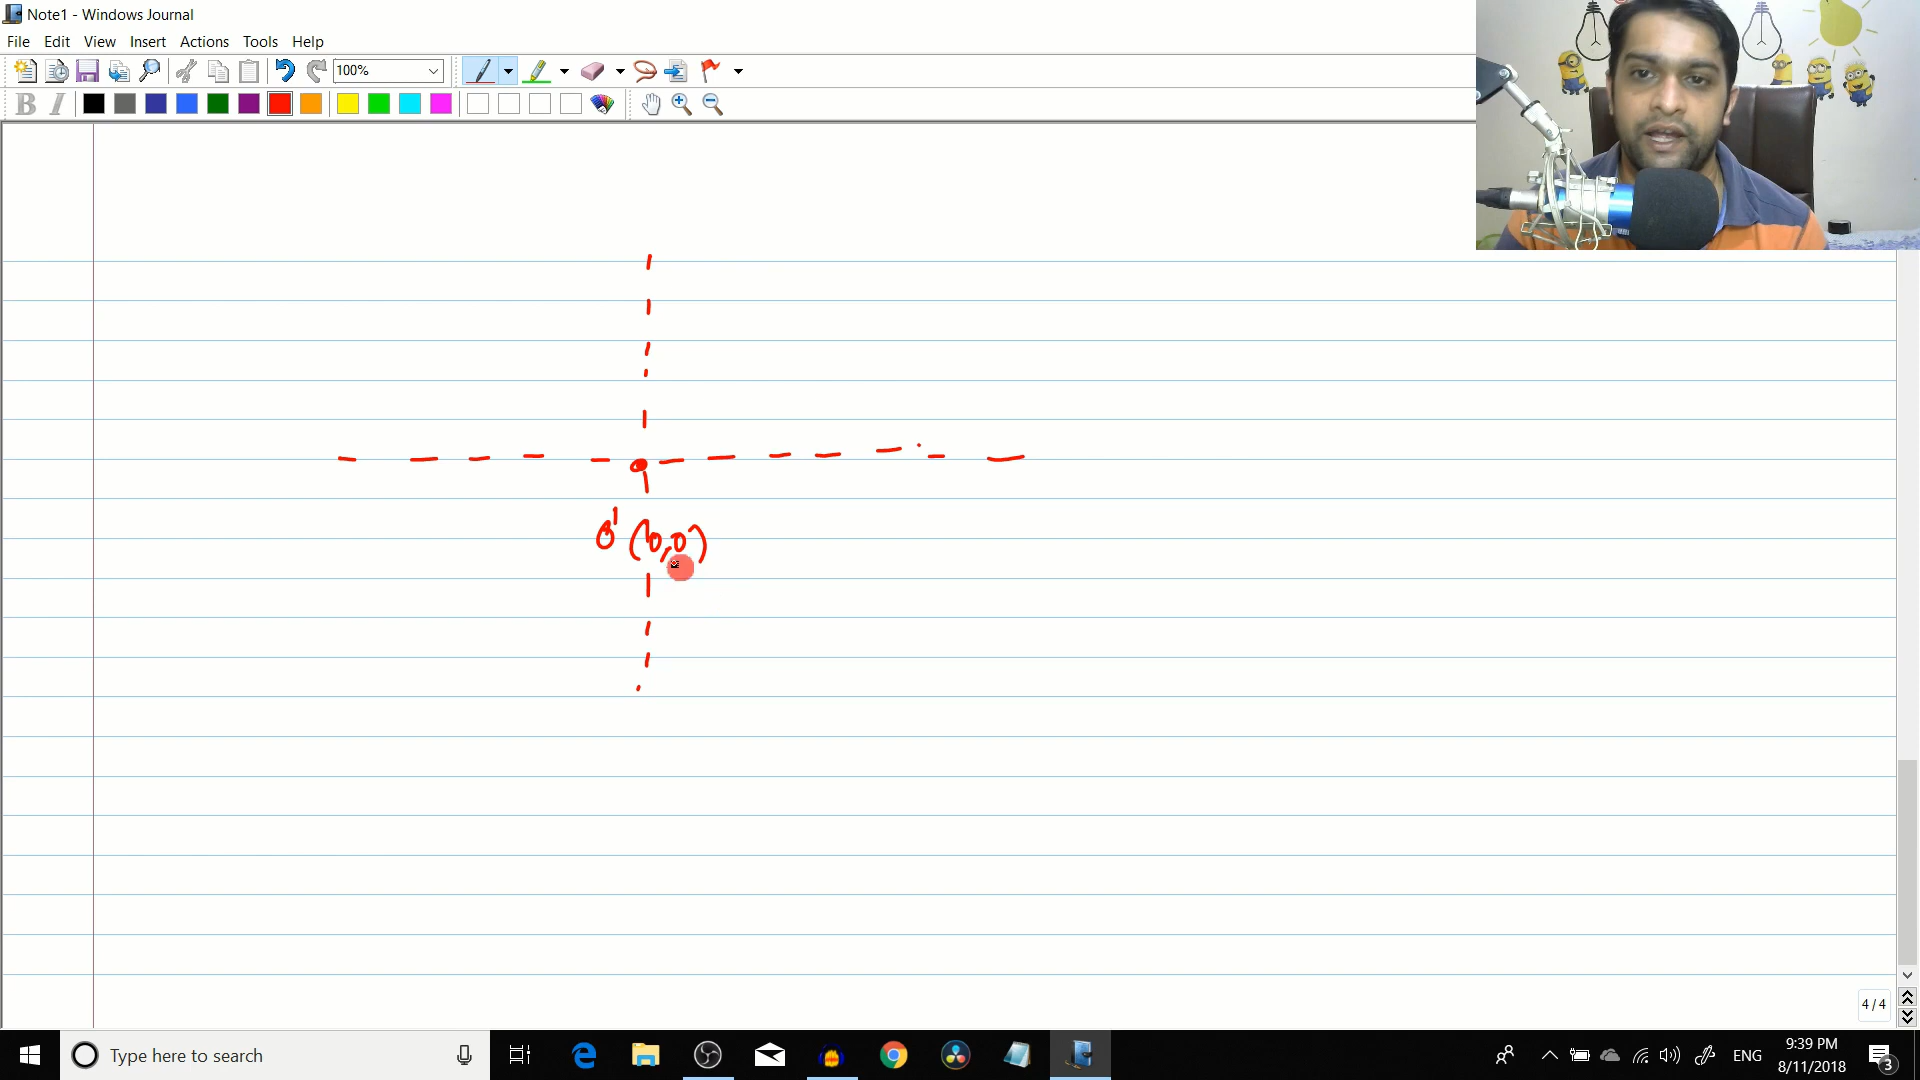 Note1 - Windows Journal
File Edit View Insert Actions Tools Help
100%
B I
O' (0,0)
4 / 4
Type here to search
ENG
9:39 PM
8/11/2018
3